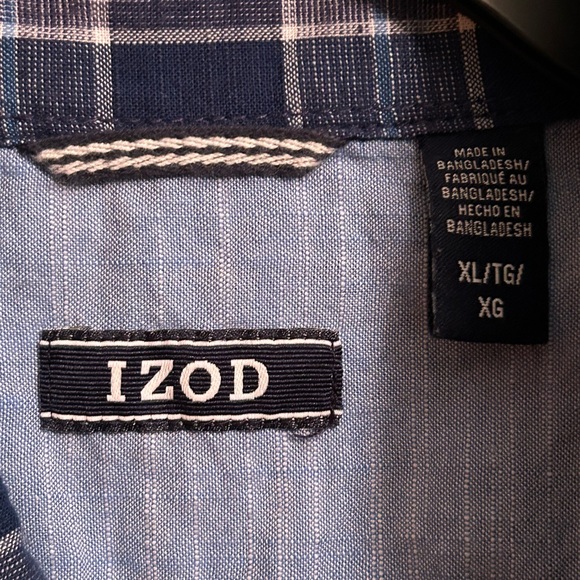 MADE IN
BANGLADESH/
FABRIQUÉ AU
BANGLADESH/
HECHO EN
BANGLADESH
XL/TG/
XG
IZOD